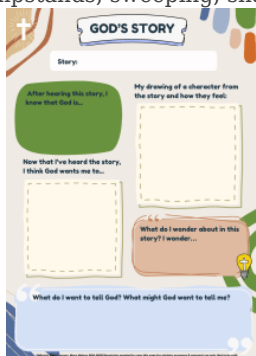 GOD'S STORY
Story:
After hearing this story, I
know that God is...
My drawing of a character from
the story and how they feel:
Now that I've heard the story,
I think God wants me to...
What do I wonder about in this
story? I wonder...
What do I want to tell God? What might God want to tell me?